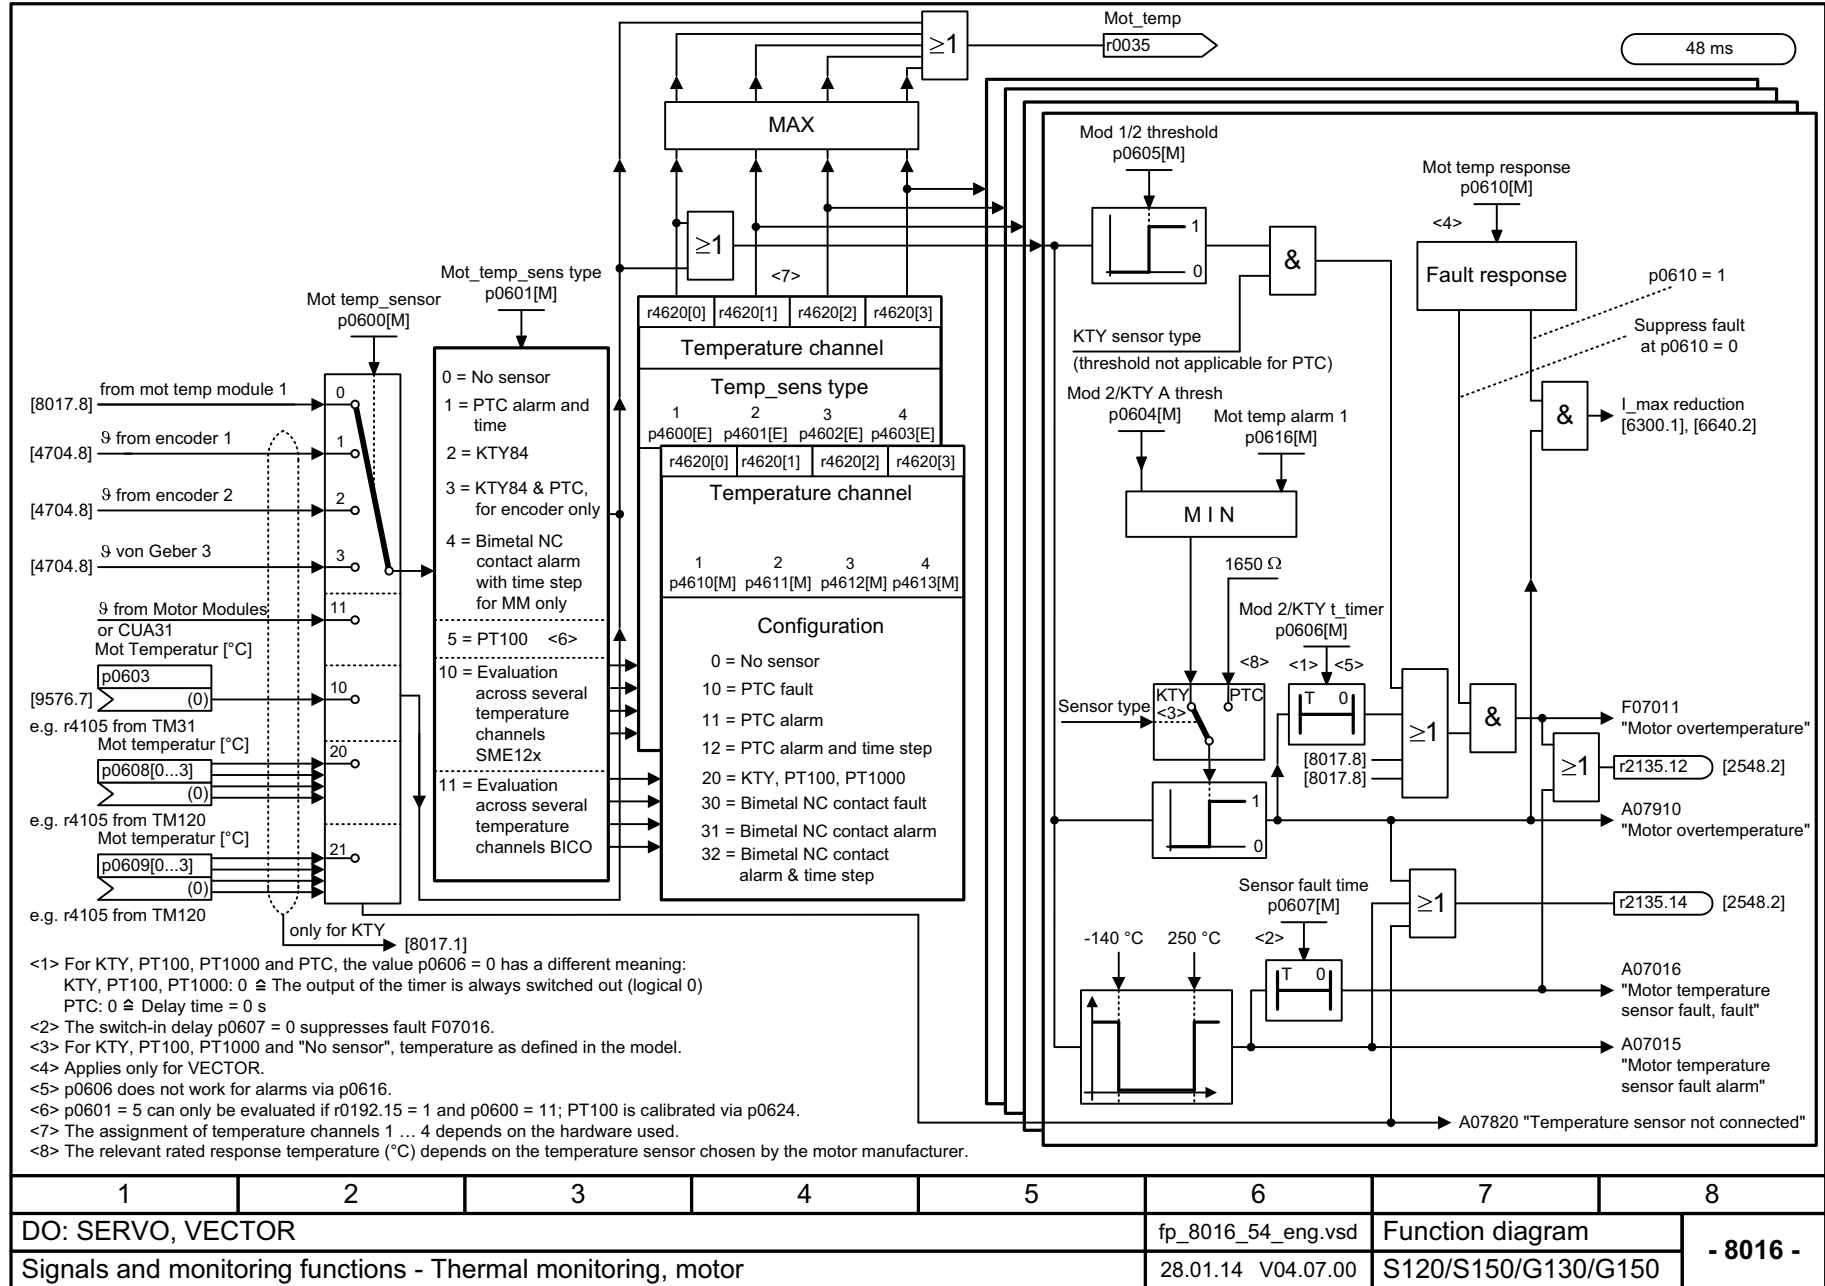 Mot_temp
r0035
≥1
48 ms
MAX
Mod 1/2 threshold
p0605[M]
Mot temp response
p0610[M]
<4>
1
0
≥1
&
Fault response
p0610 = 1
Suppress fault
at p0610 = 0
<7>
KTY sensor type
(threshold not applicable for PTC)
Mot temp_sensor
p0600[M]
Mot_temp_sens type
p0601[M]
r4620[0] r4620[1] r4620[2] r4620[3]
Temperature channel
Temp_sens type
1 2 3 4
p4600[E] p4601[E] p4602[E] p4603[E]
r4620[0] r4620[1] r4620[2] r4620[3]
Temperature channel
1 2 3 4
p4610[M] p4611[M] p4612[M] p4613[M]
Configuration
0 = No sensor
10 = PTC fault
11 = PTC alarm
12 = PTC alarm and time step
20 = KTY, PT100, PT1000
30 = Bimetal NC contact fault
31 = Bimetal NC contact alarm
32 = Bimetal NC contact
alarm & time step
0 = No sensor
1 = PTC alarm and
time
2 = KTY84
3 = KTY84 & PTC,
for encoder only
4 = Bimetal NC
contact alarm
with time step
for MM only
5 = PT100 <6>
10 = Evaluation
across several
temperature
channels
SME12x
11 = Evaluation
across several
temperature
channels BICO
[8017.8] from mot temp module 1 0
[4704.8] ϑ from encoder 1 1
[4704.8] ϑ from encoder 2 2
[4704.8] ϑ von Geber 3 3
ϑ from Motor Modules 11
or CUA31
Mot Temperatur [°C]
p0603
[9576.7] (0) 10
e.g. r4105 from TM31
Mot temperatur [°C]
20
p0608[0...3]
(0)
e.g. r4105 from TM120
Mot temperatur [°C]
21
p0609[0...3]
(0)
e.g. r4105 from TM120
only for KTY
[8017.1]
Mod 2/KTY A thresh
p0604[M]
Mot temp alarm 1
p0616[M]
M I N
1650 Ω
Mod 2/KTY t_timer
p0606[M]
<8> <1> <5>
Sensor type
KTY PTC
<3>
T 0
[8017.8]
[8017.8]
≥1
&
&
I_max reduction
[6300.1], [6640.2]
F07011
"Motor overtemperature"
≥1
r2135.12 [2548.2]
A07910
"Motor overtemperature"
1
0
Sensor fault time
p0607[M]
<2>
T 0
-140 °C 250 °C
≥1
r2135.14 [2548.2]
A07016
"Motor temperature
sensor fault, fault"
A07015
"Motor temperature
sensor fault alarm"
A07820 "Temperature sensor not connected"
<1> For KTY, PT100, PT1000 and PTC, the value p0606 = 0 has a different meaning:
KTY, PT100, PT1000: 0 ≙ The output of the timer is always switched out (logical 0)
PTC: 0 ≙ Delay time = 0 s
<2> The switch-in delay p0607 = 0 suppresses fault F07016.
<3> For KTY, PT100, PT1000 and "No sensor", temperature as defined in the model.
<4> Applies only for VECTOR.
<5> p0606 does not work for alarms via p0616.
<6> p0601 = 5 can only be evaluated if r0192.15 = 1 and p0600 = 11; PT100 is calibrated via p0624.
<7> The assignment of temperature channels 1 … 4 depends on the hardware used.
<8> The relevant rated response temperature (°C) depends on the temperature sensor chosen by the motor manufacturer.
1 2 3 4 5 6 7 8
DO: SERVO, VECTOR
fp_8016_54_eng.vsd
Function diagram
- 8016 -
Signals and monitoring functions - Thermal monitoring, motor
28.01.14 V04.07.00
S120/S150/G130/G150